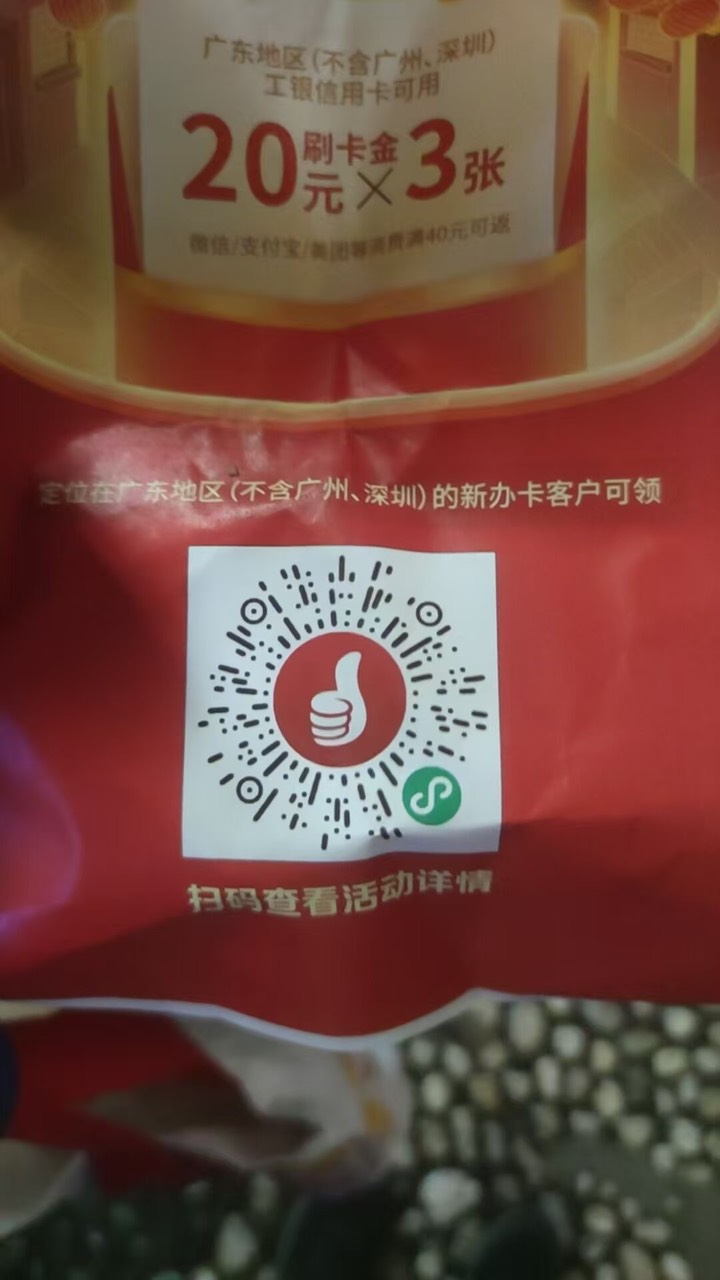 广东地区(不含广州、深圳)
工银信用卡可用
20元刷卡金×3张
微信/支付宝/美团等消费满40元可返
定位在广东地区(不含广州、深圳)的新办卡客户可领
扫码查看活动详情